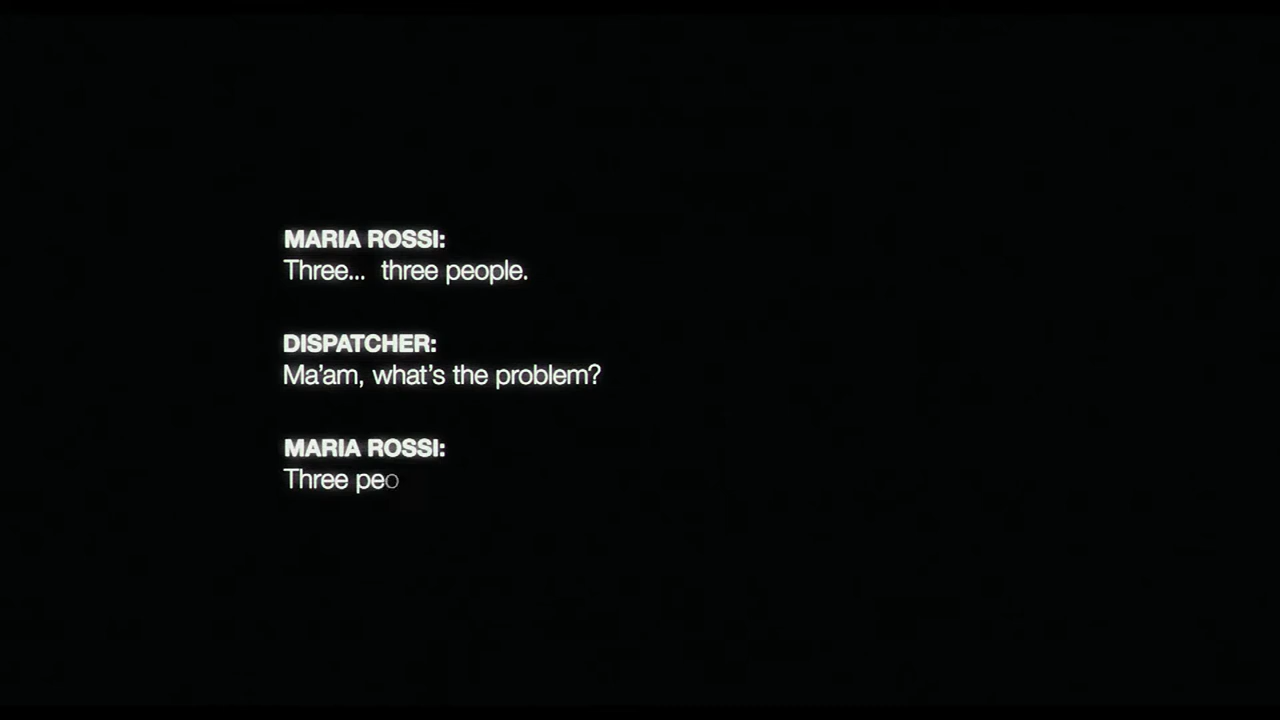 MARIA ROSSI:
Three...  three people.
DISPATCHER:
Ma’am, what’s the problem?
MARIA ROSSI:
Three peo